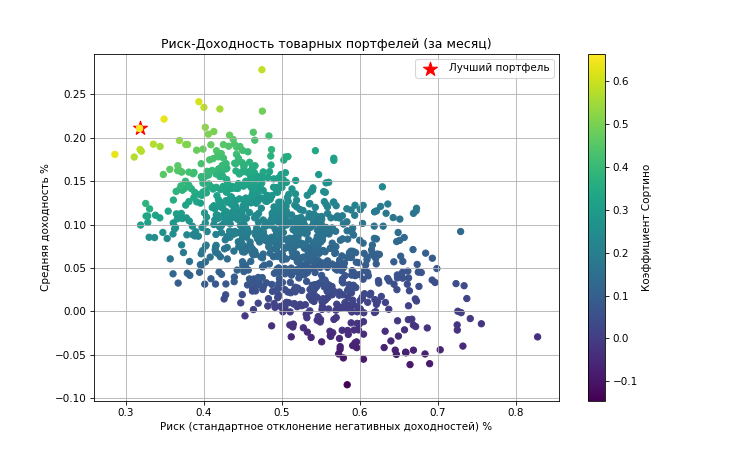 Риск-Доходность товарных портфелей (за месяц)
Лучший портфель
Средняя доходность %
0.25
0.20
0.15
0.10
0.05
0.00
−0.05
−0.10
0.3 0.4 0.5 0.6 0.7 0.8
Риск (стандартное отклонение негативных доходностей) %
0.6
0.5
0.4
0.3
0.2
0.1
0.0
−0.1
Коэффициент Сортино